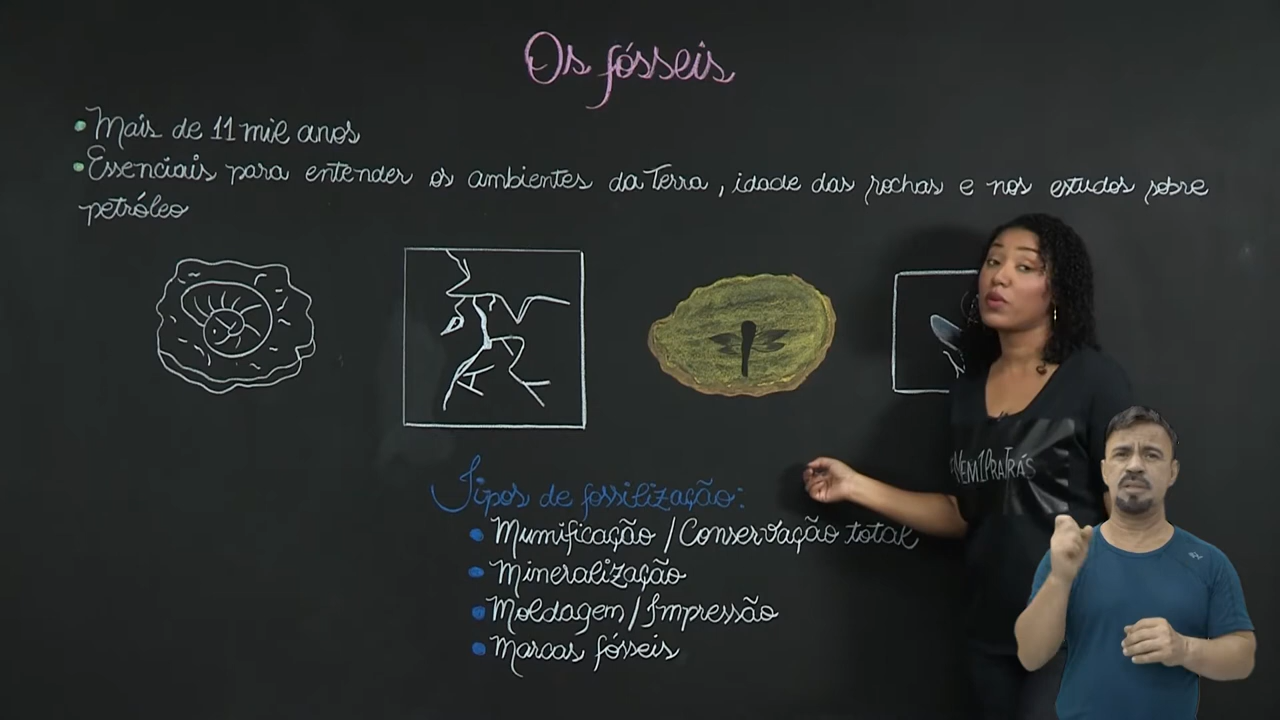 Os fósseis
• Mais de 11 mil anos
• Essenciais para entender os ambientes da Terra, idade das rochas e nos estudos sobre
petróleo
Tipos de fossilização:
• Mumificação / Conservação total
• Mineralização
• Moldagem / Impressão
• Marcas fósseis
#VEM1PRATRÁS